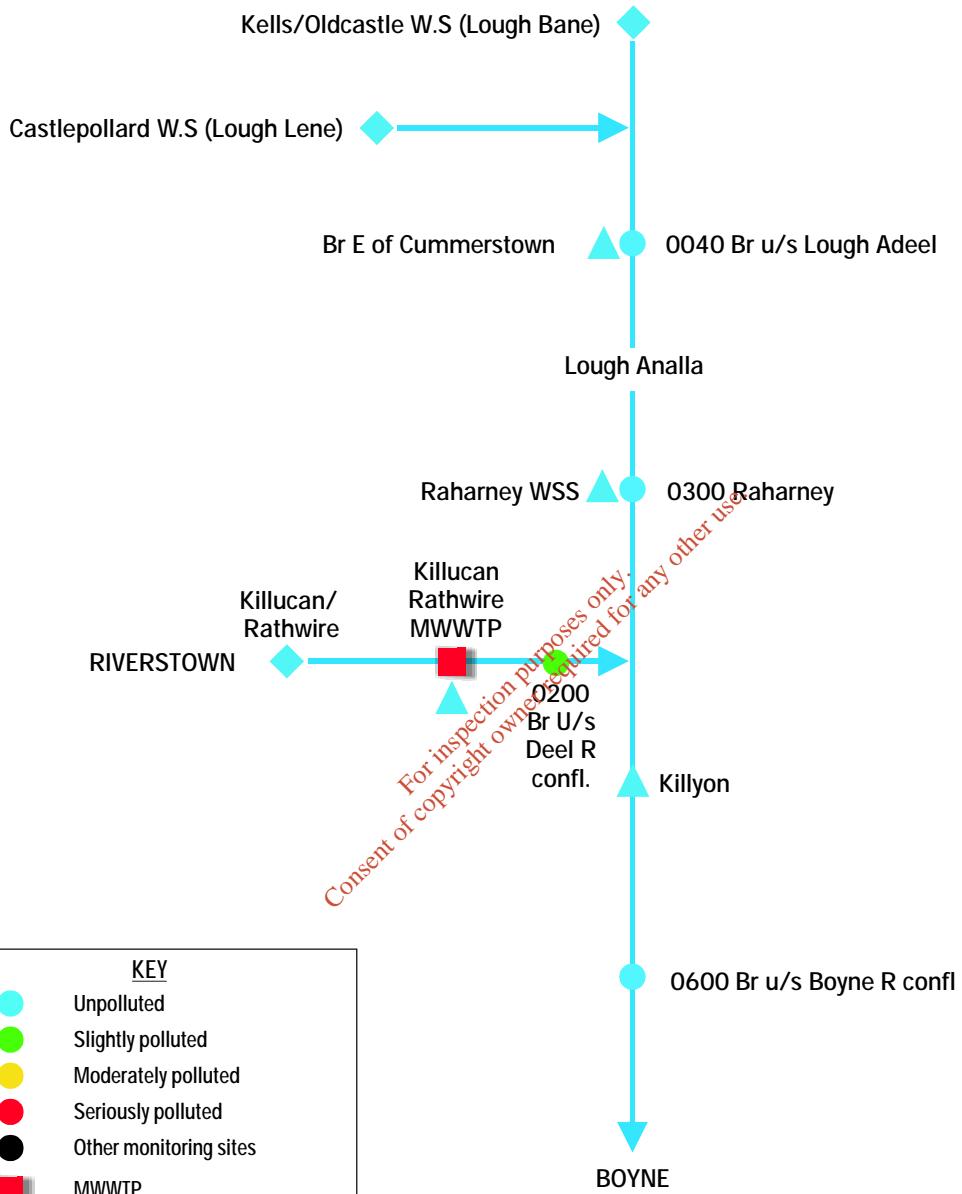 Kells/Oldcastle W.S (Lough Bane)
Castlepollard W.S (Lough Lene)
Br E of Cummerstown
0040 Br u/s Lough Adeel
Lough Analla
Raharney WSS
0300 Raharney
Killucan/
Rathwire
Killucan
Rathwire
MWWTP
RIVERSTOWN
0200
Br U/s
Deel R
confl.
Killyon
For inspection purposes only.
Consent of copyright owner required for any other use.
0600 Br u/s Boyne R confl
BOYNE
KEY
Unpolluted
Slightly polluted
Moderately polluted
Seriously polluted
Other monitoring sites
MWWTP